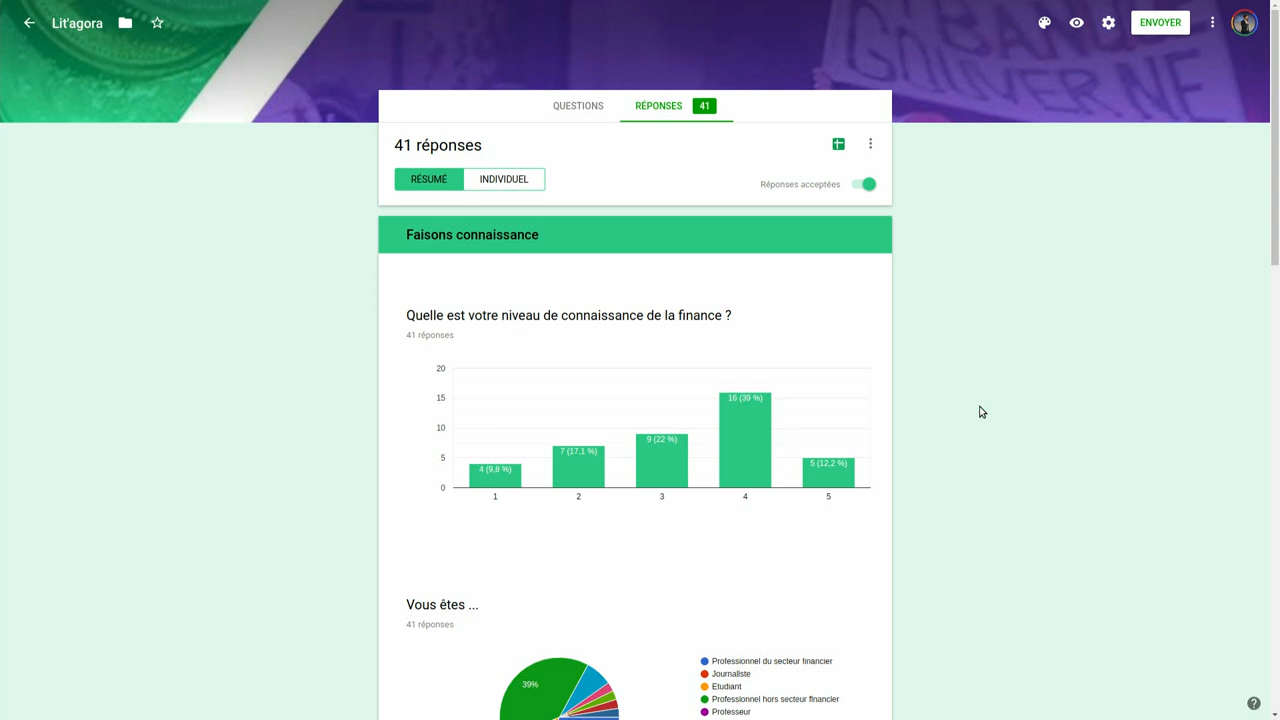 Lit'agora
ENVOYER
QUESTIONS
RÉPONSES 41
41 réponses
RÉSUMÉ
INDIVIDUEL
Réponses acceptées
Faisons connaissance
Quelle est votre niveau de connaissance de la finance ?
41 réponses
20
15
10
5
0
4 (9,8 %)
7 (17,1 %)
9 (22 %)
16 (39 %)
5 (12,2 %)
1
2
3
4
5
Vous êtes ...
41 réponses
39%
Professionnel du secteur financier
Journaliste
Etudiant
Professionnel hors secteur financier
Professeur